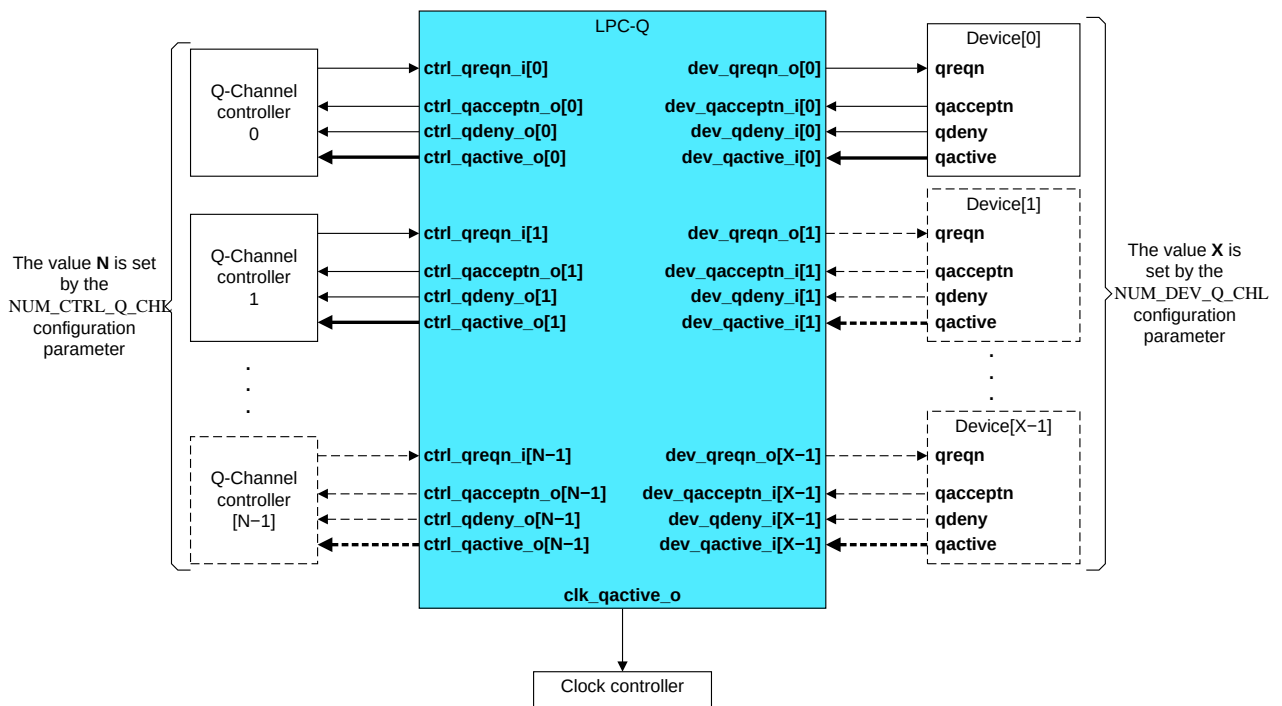 LPC-Q
The value N is set
by the
NUM_CTRL_Q_CHL
configuration
parameter
Q-Channel
controller
0
ctrl_qreqn_i[0]
ctrl_qacceptn_o[0]
ctrl_qdeny_o[0]
ctrl_qactive_o[0]
dev_qreqn_o[0]
dev_qacceptn_i[0]
dev_qdeny_i[0]
dev_qactive_i[0]
Device[0]
qreqn
qacceptn
qdeny
qactive
Q-Channel
controller
1
ctrl_qreqn_i[1]
ctrl_qacceptn_o[1]
ctrl_qdeny_o[1]
ctrl_qactive_o[1]
dev_qreqn_o[1]
dev_qacceptn_i[1]
dev_qdeny_i[1]
dev_qactive_i[1]
Device[1]
qreqn
qacceptn
qdeny
qactive
Q-Channel
controller
[N−1]
ctrl_qreqn_i[N−1]
ctrl_qacceptn_o[N−1]
ctrl_qdeny_o[N−1]
ctrl_qactive_o[N−1]
dev_qreqn_o[X−1]
dev_qacceptn_i[X−1]
dev_qdeny_i[X−1]
dev_qactive_i[X−1]
Device[X−1]
qreqn
qacceptn
qdeny
qactive
The value X is
set by the
NUM_DEV_Q_CHL
configuration
parameter
clk_qactive_o
Clock controller